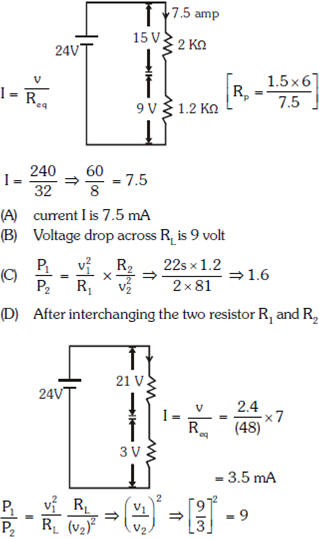 7.5 amp
15 V
2 KΩ
24V
I = v / R_eq
9 V
1.2 KΩ
[R_p = 1.5×6 / 7.5]
I = 240/32 ⇒ 60/8 = 7.5
(A) current I is 7.5 mA
(B) Voltage drop across R_L is 9 volt
(C) P_1/P_2 = v_1^2/R_1 × R_2/v_2^2 ⇒ 22s×1.2 / 2×81 ⇒ 1.6
(D) After interchanging the two resistor R_1 and R_2
21 V
24V
I = v/R_eq = 2.4/(48) ×7
3 V
= 3.5 mA
P_1/P_2 = v_1^2/R_L R_L/(v_2)^2 ⇒ (v_1/v_2)^2 ⇒ [9/3]^2 = 9